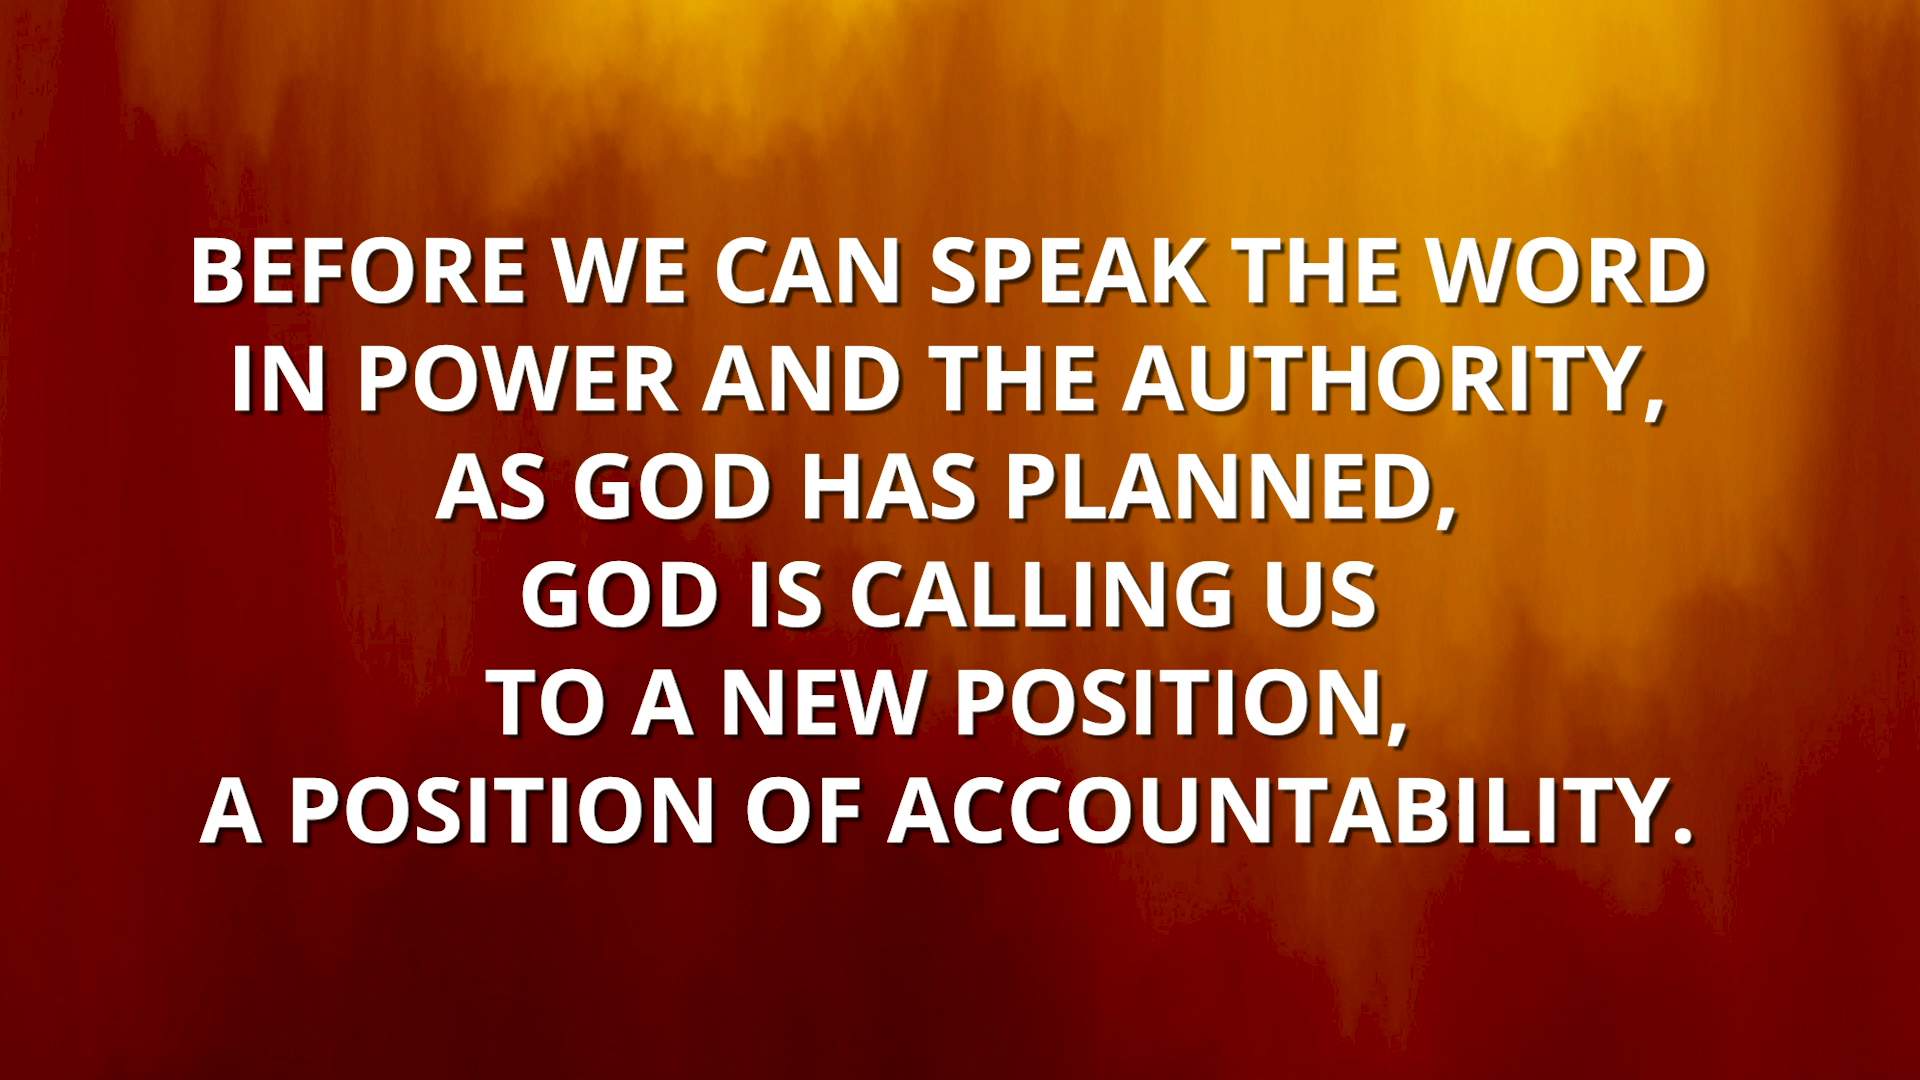 BEFORE WE CAN SPEAK THE WORD
IN POWER AND THE AUTHORITY,
AS GOD HAS PLANNED,
GOD IS CALLING US
TO A NEW POSITION,
A POSITION OF ACCOUNTABILITY.